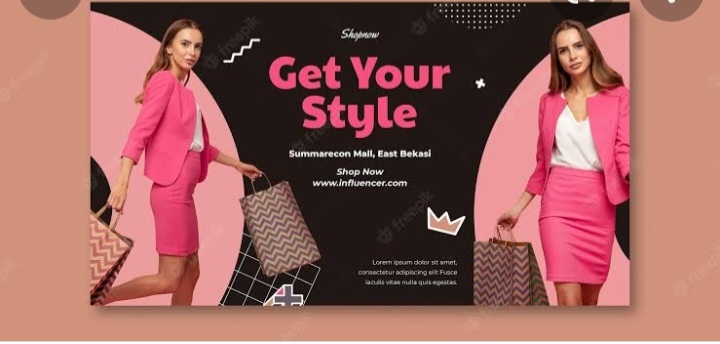 Shopnow
Get Your
Style
Summarecon Mall, East Bekasi
Shop Now
www.influencer.com
Lorem ipsum dolor sit amet,
consectetur adipiscing elit Fusce
iaculis vitae nulla quis egestas.
freepik